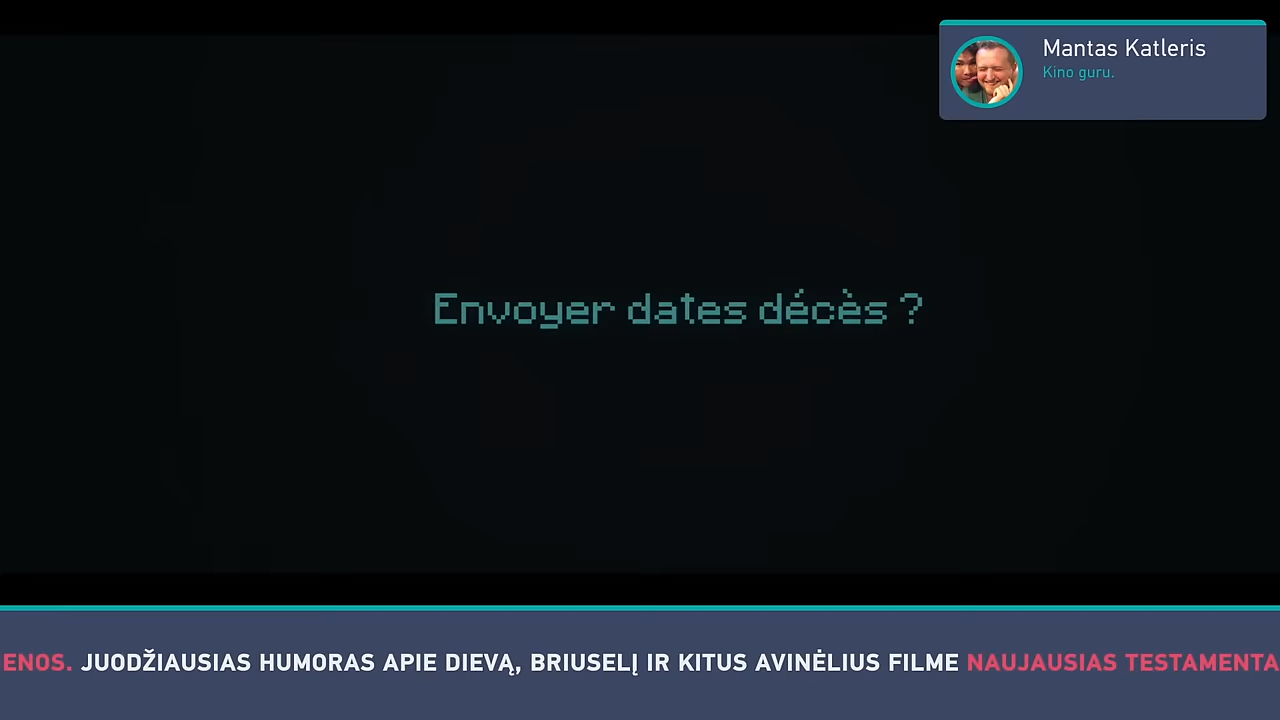 Mantas Katleris
Kino guru.
Envoyer dates décès ?
ENOS. JUODŽIAUSIAS HUMORAS APIE DIEVĄ, BRIUSELĮ IR KITUS AVINĖLIUS FILME NAUJAUSIAS TESTAMENTA